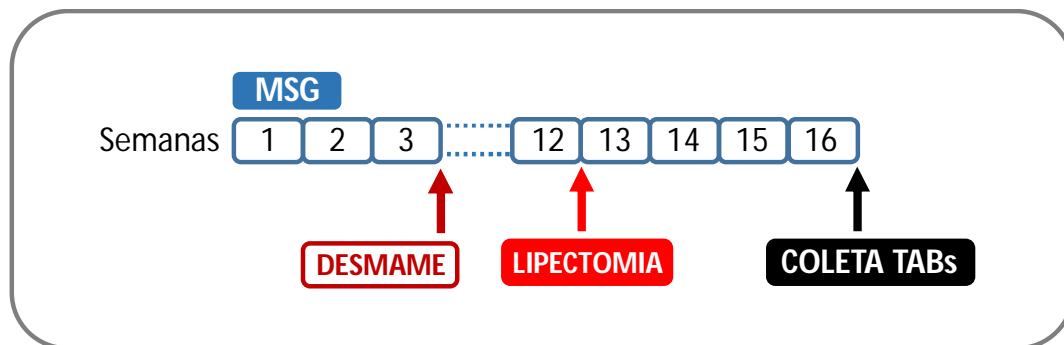 MSG
Semanas 1 2 3 12 13 14 15 16
DESMAME LIPECTOMIA COLETA TABs